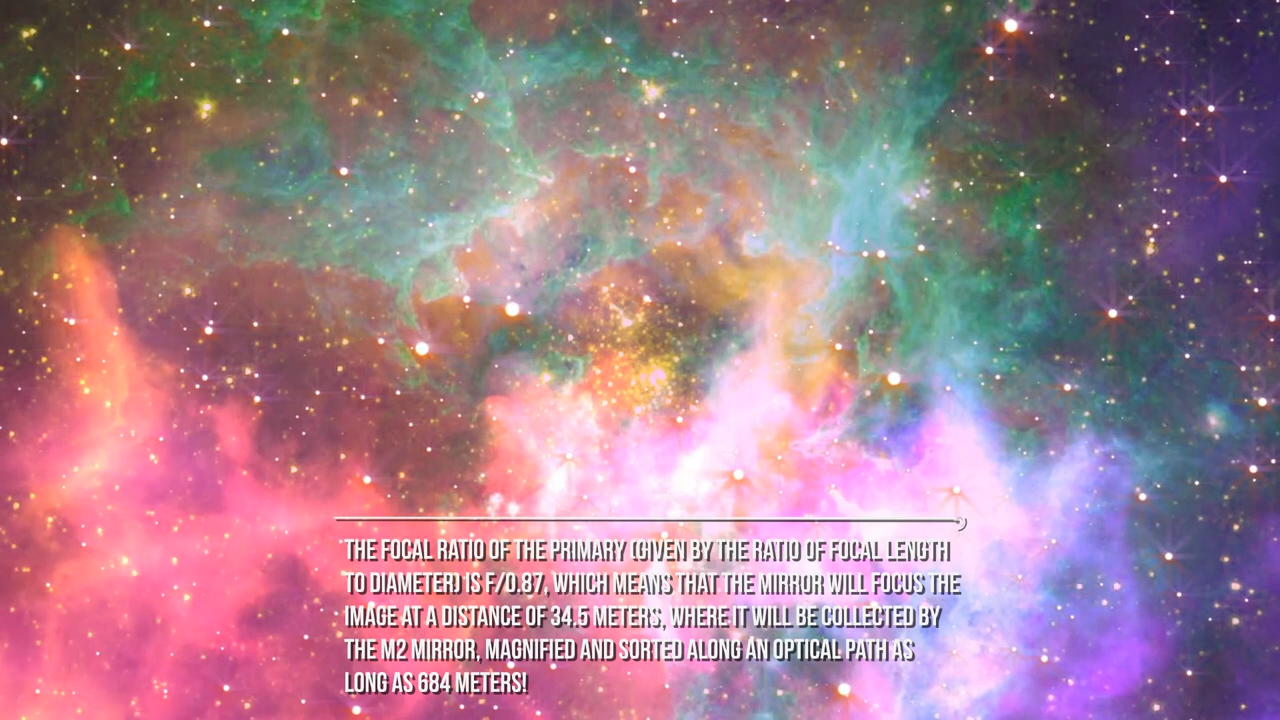 THE FOCAL RATIO OF THE PRIMARY (GIVEN BY THE RATIO OF FOCAL LENGTH
TO DIAMETER) IS F/0.87, WHICH MEANS THAT THE MIRROR WILL FOCUS THE
IMAGE AT A DISTANCE OF 34.5 METERS, WHERE IT WILL BE COLLECTED BY
THE M2 MIRROR, MAGNIFIED AND SORTED ALONG AN OPTICAL PATH AS
LONG AS 684 METERS!